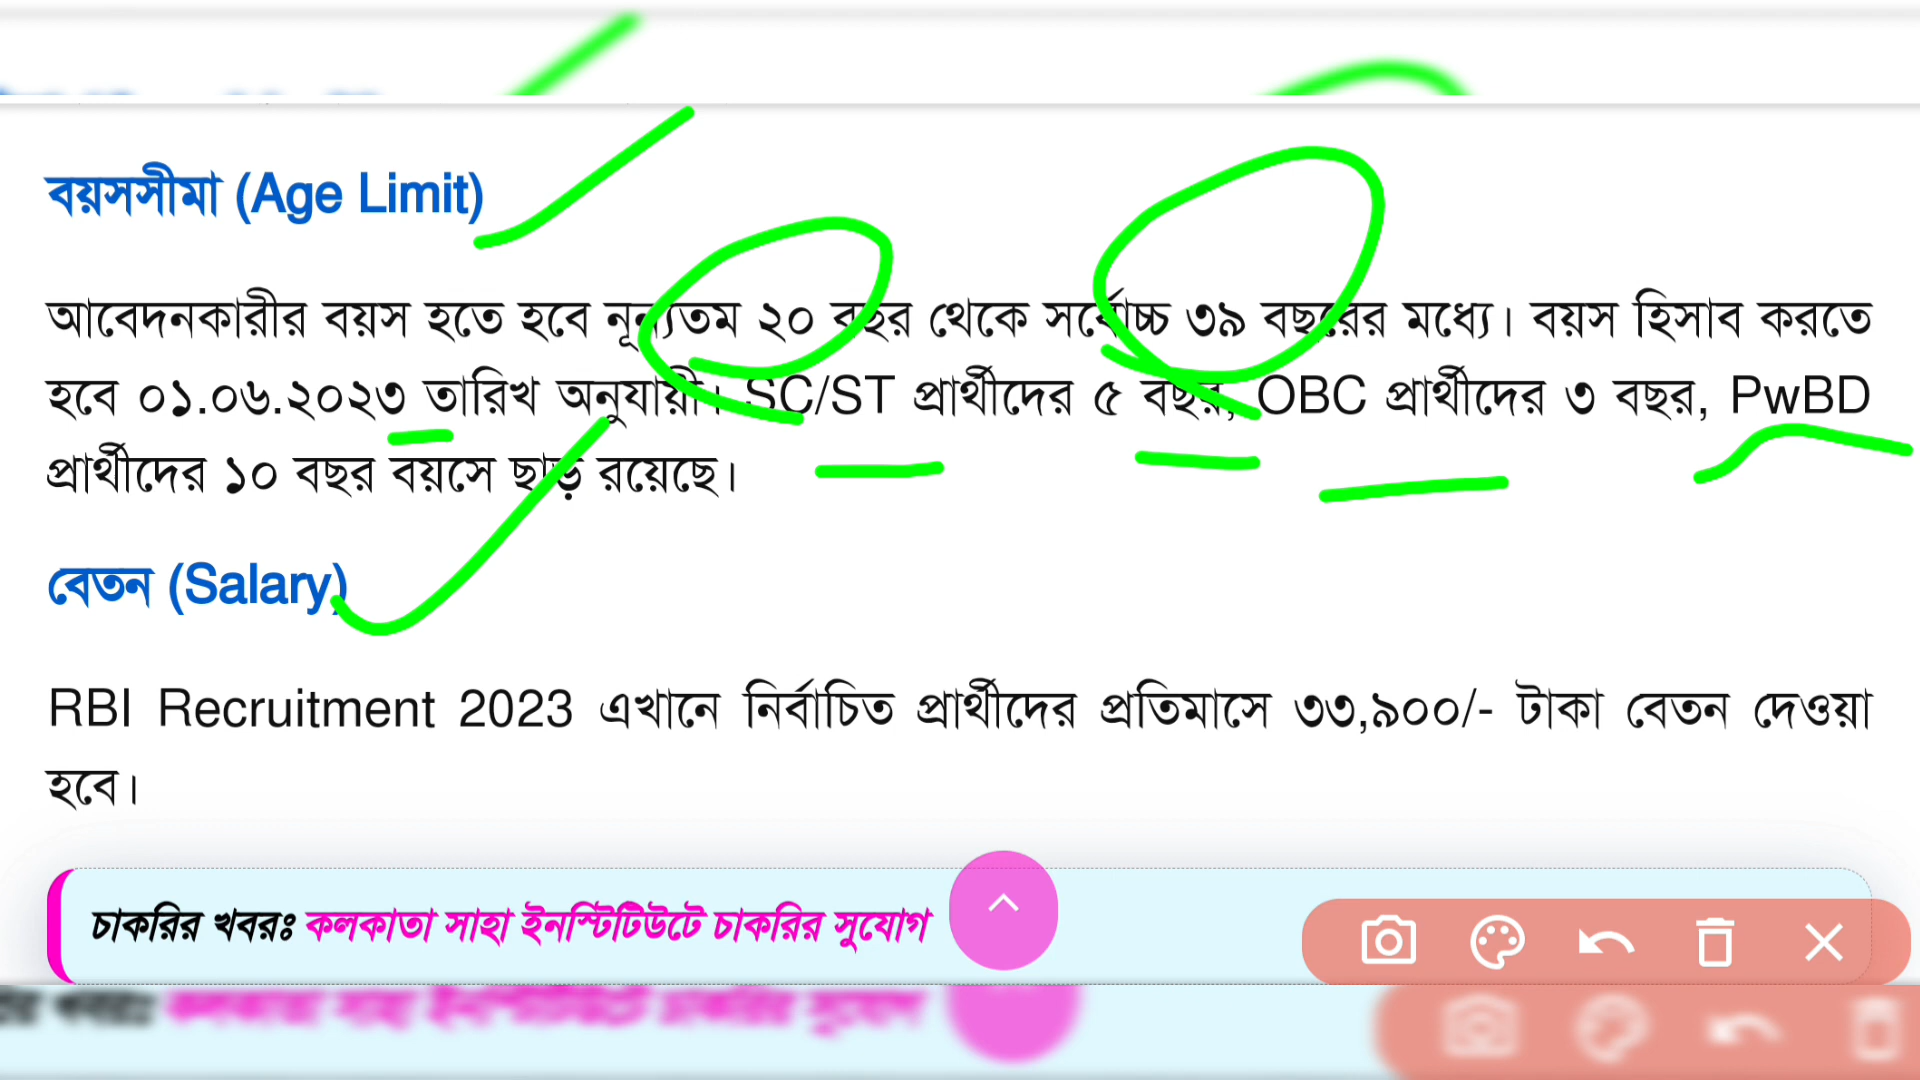 বয়সসীমা (Age Limit)
আবেদনকারীর বয়স হতে হবে নূন্যতম ২০ বছর থেকে সর্বোচ্চ ৩৯ বছরের মধ্যে। বয়স হিসাব করতে
হবে ০১.০৬.২০২৩ তারিখ অনুযায়ী। SC/ST প্রার্থীদের ৫ বছর, OBC প্রার্থীদের ৩ বছর, PwBD
প্রার্থীদের ১০ বছর বয়সে ছাড় রয়েছে।
বেতন (Salary)
RBI Recruitment 2023 এখানে নির্বাচিত প্রার্থীদের প্রতিমাসে ৩৩,৯০০/- টাকা বেতন দেওয়া
হবে।
চাকরির খবরঃ কলকাতা সাহা ইনস্টিটিউটে চাকরির সুযোগ